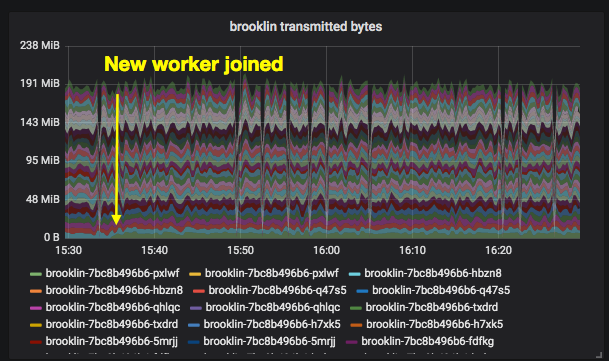 brooklin transmitted bytes
238 MiB
New worker joined
191 MiB
143 MiB
95 MiB
48 MiB
0 B
15:30 15:40 15:50 16:00 16:10 16:20
brooklin-7bc8b496b6-pxlwf brooklin-7bc8b496b6-pxlwf brooklin-7bc8b496b6-hbzn8
brooklin-7bc8b496b6-hbzn8 brooklin-7bc8b496b6-q47s5 brooklin-7bc8b496b6-q47s5
brooklin-7bc8b496b6-qhlqc brooklin-7bc8b496b6-qhlqc brooklin-7bc8b496b6-txdrd
brooklin-7bc8b496b6-txdrd brooklin-7bc8b496b6-h7xk5 brooklin-7bc8b496b6-h7xk5
brooklin-7bc8b496b6-5mrjj brooklin-7bc8b496b6-5mrjj brooklin-7bc8b496b6-fdfkg